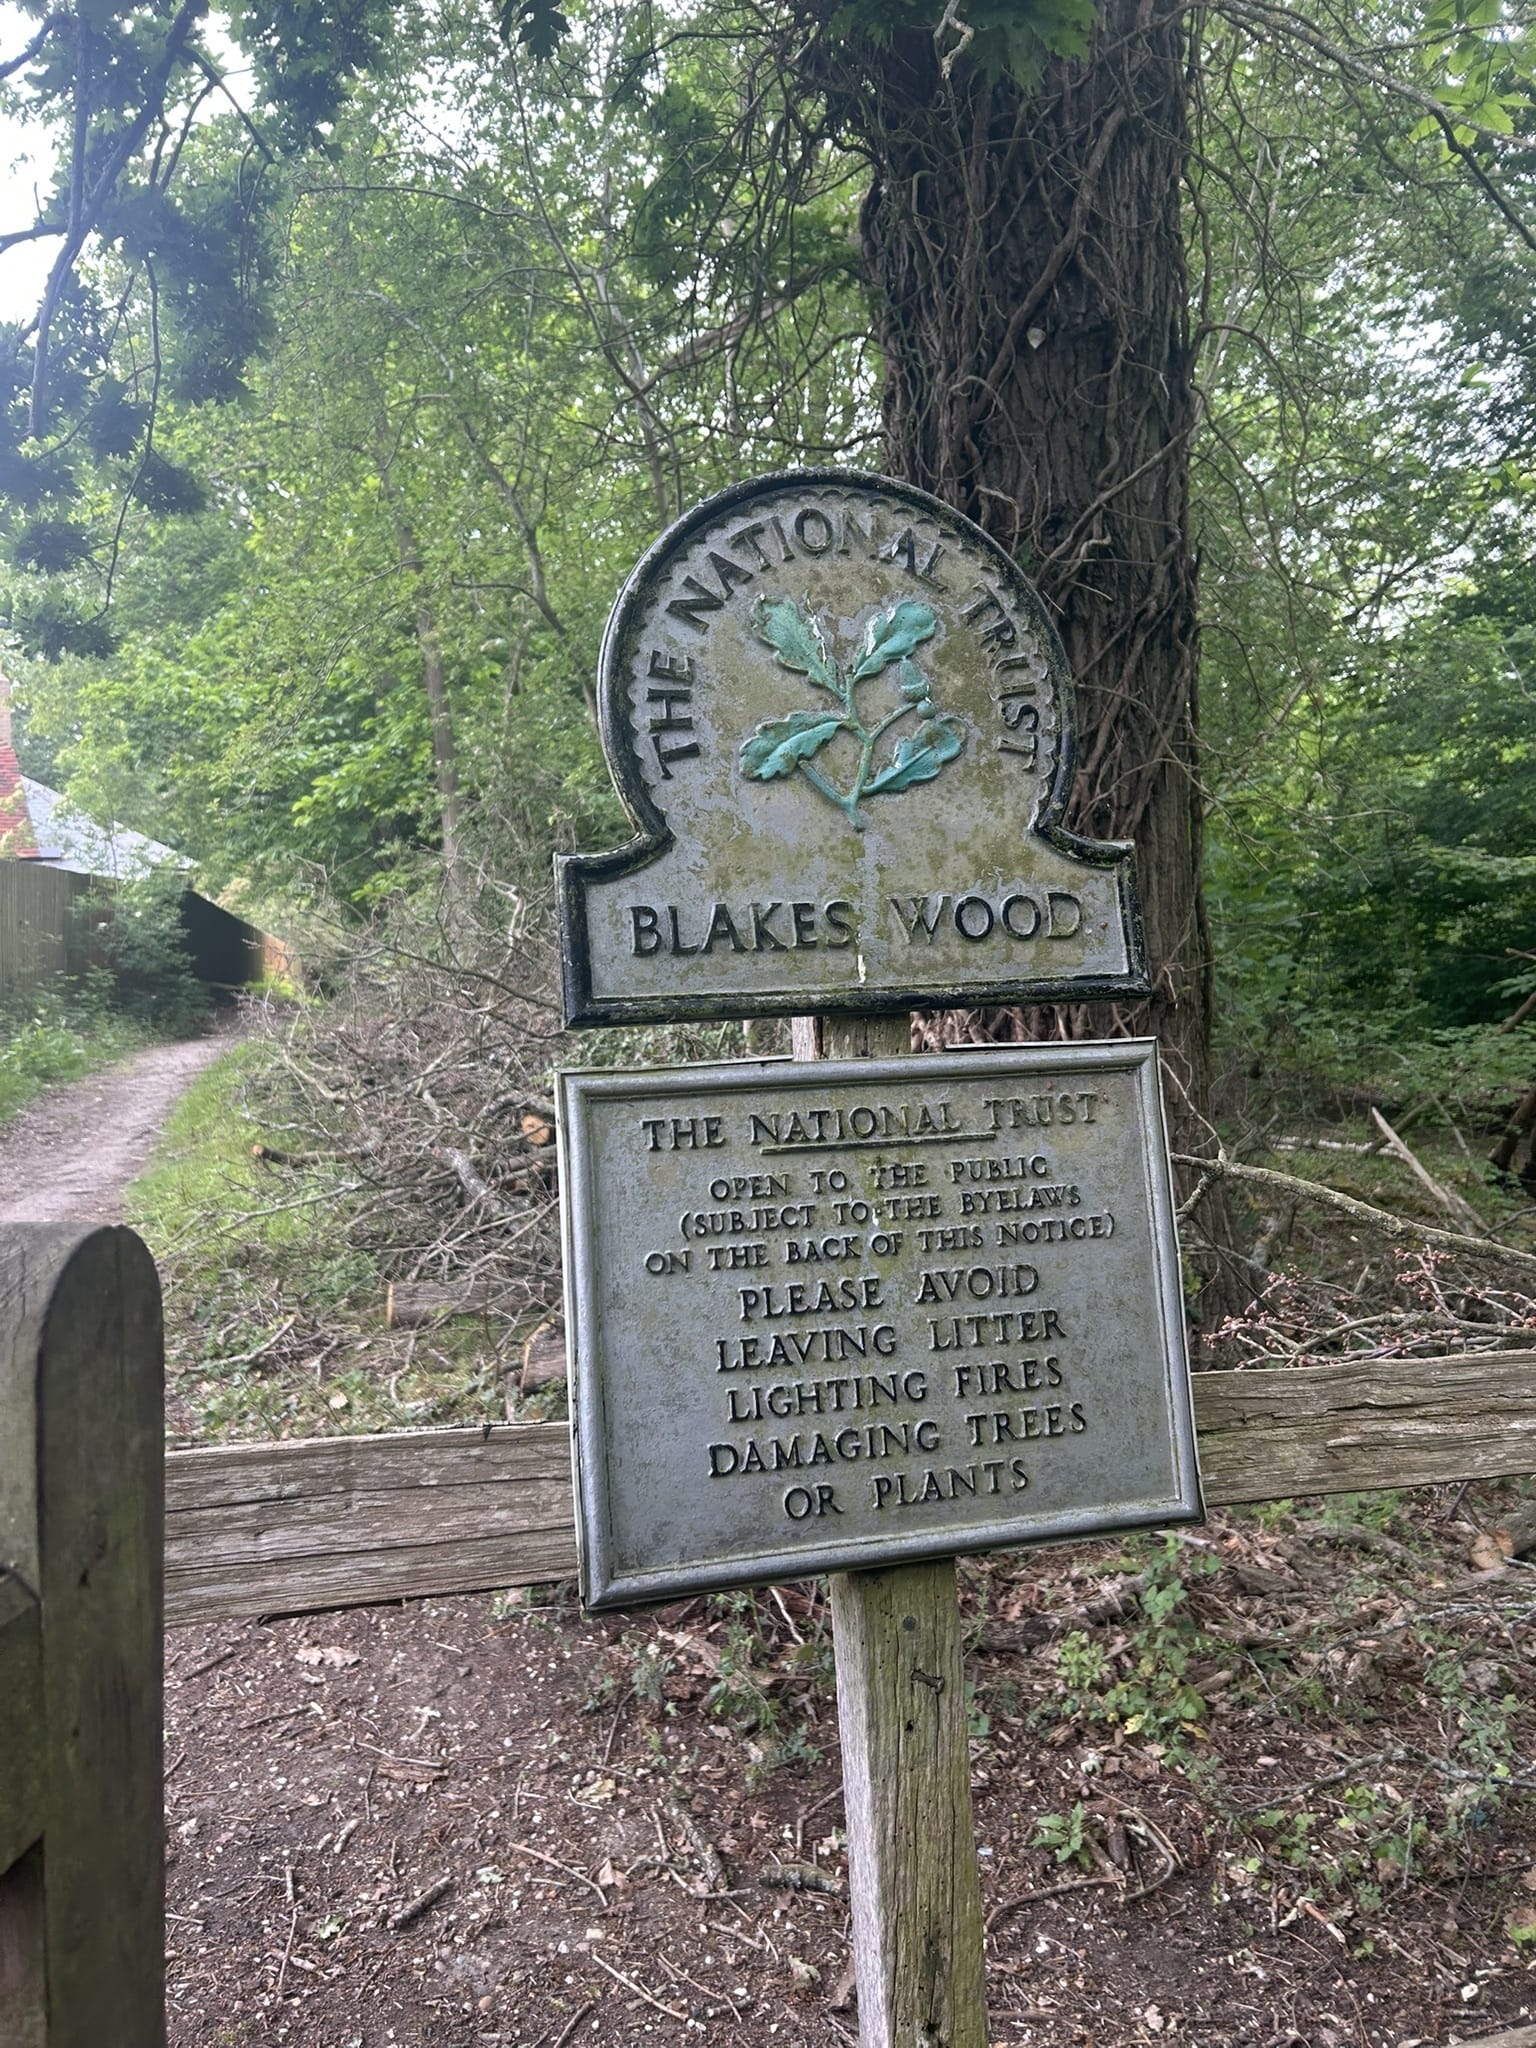 THE NATIONAL TRUST
BLAKES WOOD
THE NATIONAL TRUST
OPEN TO THE PUBLIC
(SUBJECT TO THE BYELAWS
ON THE BACK OF THIS NOTICE)
PLEASE AVOID
LEAVING LITTER
LIGHTING FIRES
DAMAGING TREES
OR PLANTS